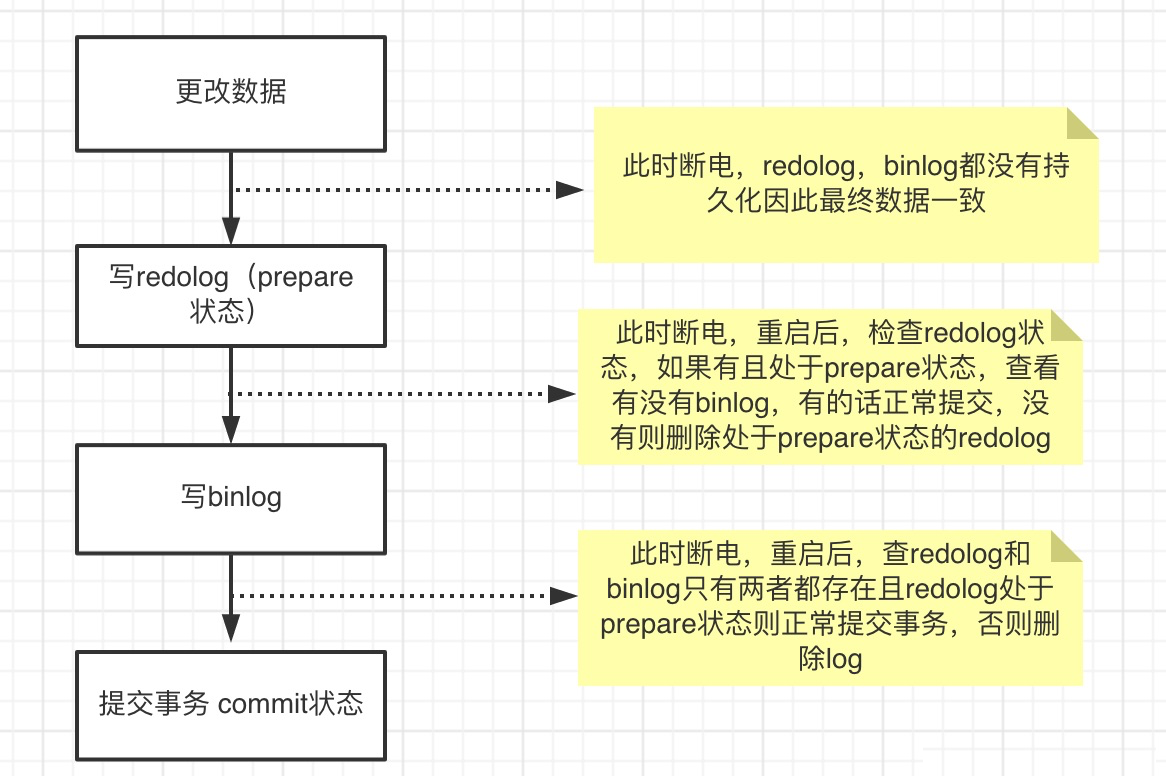 更改数据
此时断电，redolog，binlog都没有持
久化因此最终数据一致
写redolog（prepare
状态）
此时断电，重启后，检查redolog状
态，如果有且处于prepare状态，查看
有没有binlog，有的话正常提交，没
有则删除处于prepare状态的redolog
写binlog
此时断电，重启后，查redolog和
binlog只有两者都存在且redolog处于
prepare状态则正常提交事务，否则删
除log
提交事务 commit状态